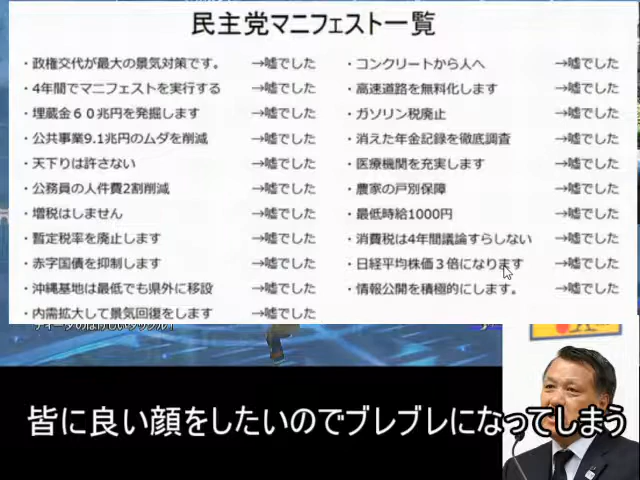 民主党マニフェスト一覧
・政権交代が最大の景気対策です。 →嘘でした
・4年間でマニフェストを実行する →嘘でした
・埋蔵金60兆円を発掘します →嘘でした
・公共事業9.1兆円のムダを削減 →嘘でした
・天下りは許さない →嘘でした
・公務員の人件費2割削減 →嘘でした
・増税はしません →嘘でした
・暫定税率を廃止します →嘘でした
・赤字国債を抑制します →嘘でした
・沖縄基地は最低でも県外に移設 →嘘でした
・内需拡大して景気回復をします →嘘でした
・コンクリートから人へ →嘘でした
・高速道路を無料化します →嘘でした
・ガソリン税廃止 →嘘でした
・消えた年金記録を徹底調査 →嘘でした
・医療機関を充実します →嘘でした
・農家の戸別保障 →嘘でした
・最低時給1000円 →嘘でした
・消費税は4年間議論すらしない →嘘でした
・日経平均株価3倍になります →嘘でした
・情報公開を積極的にします。 →嘘でした
皆に良い顔をしたいのでブレブレになってしまう